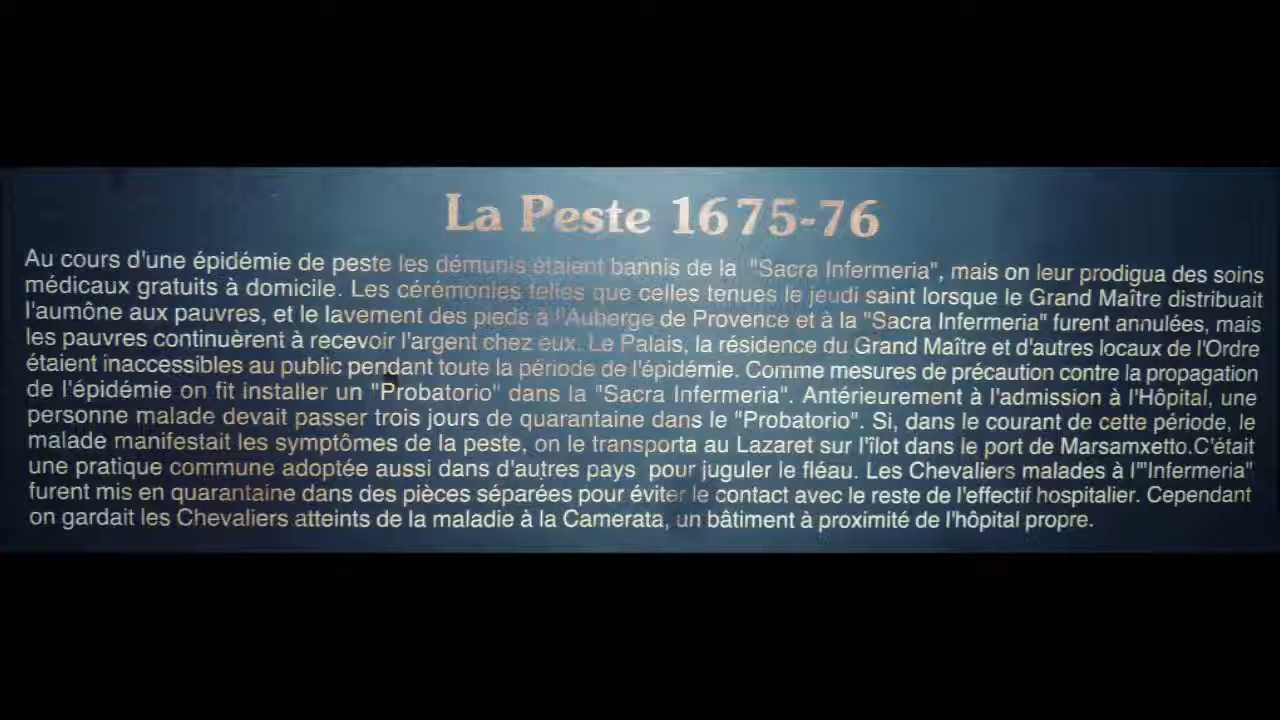 La Peste 1675-76
Au cours d'une épidémie de peste les démunis étaient bannis de la "Sacra Infermeria", mais on leur prodigua des soins
médicaux gratuits à domicile. Les cérémonies telles que celles tenues le jeudi saint lorsque le Grand Maître distribuait
l'aumône aux pauvres, et le lavement des pieds à l'Auberge de Provence et à la "Sacra Infermeria" furent annulées, mais
les pauvres continuèrent à recevoir l'argent chez eux. Le Palais, la résidence du Grand Maître et d'autres locaux de l'Ordre
étaient inaccessibles au public pendant toute la période de l'épidémie. Comme mesures de précaution contre la propagation
de l'épidémie on fit installer un "Probatorio" dans la "Sacra Infermeria". Antérieurement à l'admission à l'Hôpital, une
personne malade devait passer trois jours de quarantaine dans le "Probatorio". Si, dans le courant de cette période, le
malade manifestait les symptômes de la peste, on le transporta au Lazaret sur l'îlot dans le port de Marsamxetto.C'était
une pratique commune adoptée aussi dans d'autres pays pour juguler le fléau. Les Chevaliers malades à l'"Infermeria"
furent mis en quarantaine dans des pièces séparées pour éviter le contact avec le reste de l'effectif hospitalier. Cependant
on gardait les Chevaliers atteints de la maladie à la Camerata, un bâtiment à proximité de l'hôpital propre.